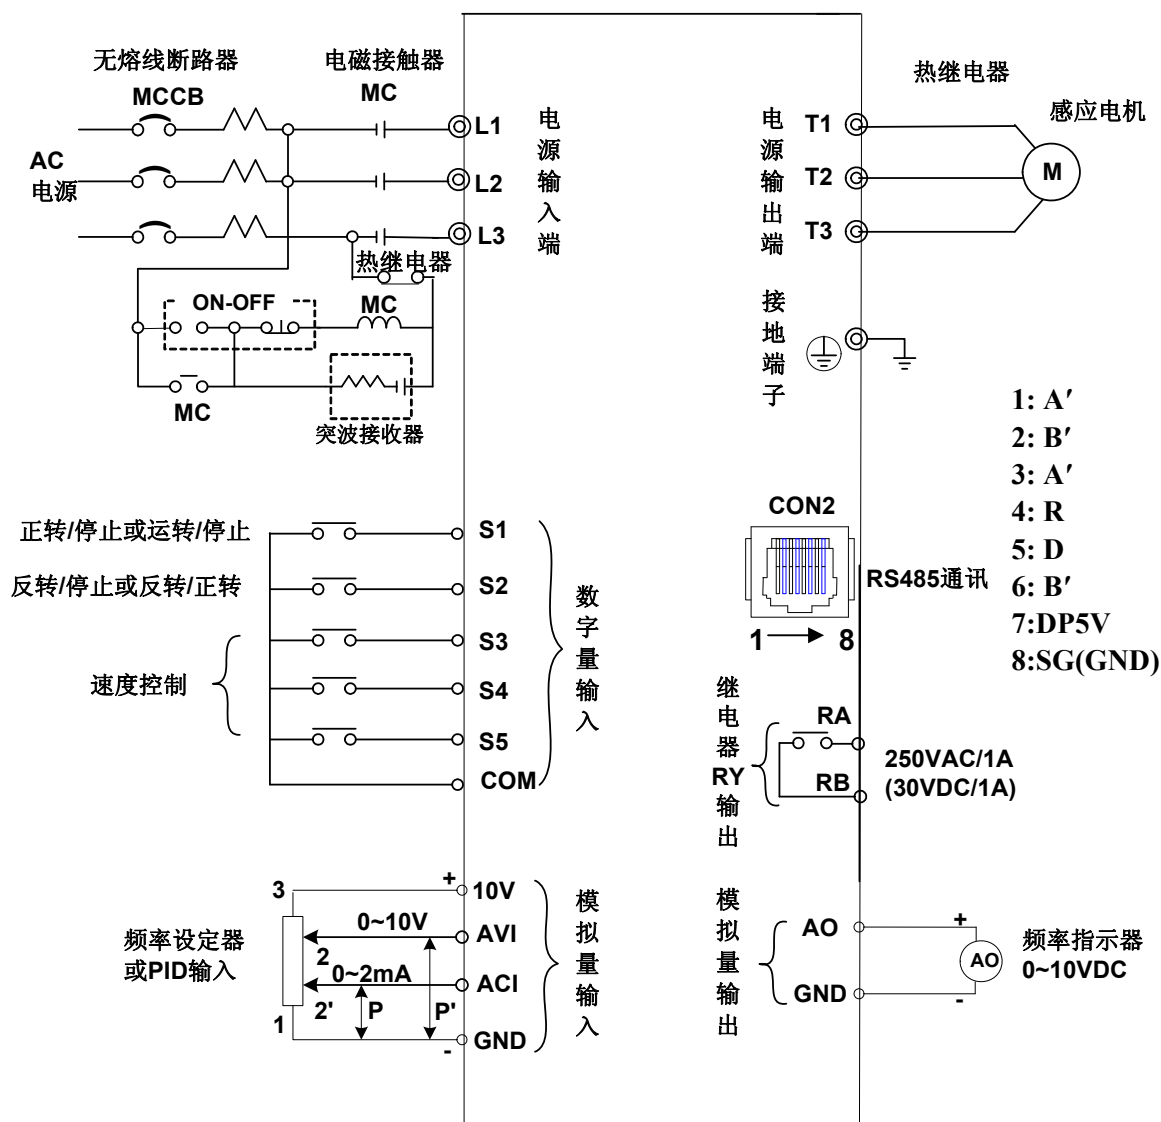 无熔线断路器
MCCB
电磁接触器
MC
AC
电源
L1
L2
L3
电源输入端
热继电器
ON-OFF
MC
MC
突波接收器
电源输出端
T1
T2
T3
热继电器
感应电机
M
接地端子
1: A′
2: B′
3: A′
4: R
5: D
6: B′
7:DP5V
8:SG(GND)
CON2
RS485通讯
1
8
正转/停止或运转/停止
反转/停止或反转/正转
速度控制
S1
S2
S3
S4
S5
COM
数字量输入
继电器RY输出
RA
RB
250VAC/1A
(30VDC/1A)
频率设定器
或PID输入
3
+
10V
0~10V
AVI
2
0~2mA
ACI
2'
P
P'
1
-
GND
模拟量输入
模拟量输出
AO
GND
+
AO
-
频率指示器
0~10VDC